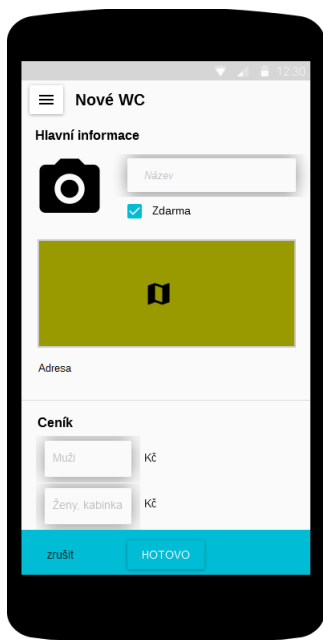 12:30
Nové WC
Hlavní informace
Název
Zdarma
Adresa
Ceník
Muži Kč
Ženy, kabinka Kč
zrušit HOTOVO